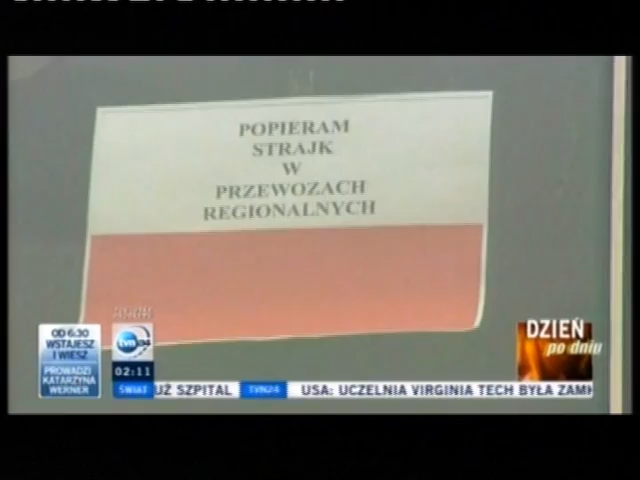 POPIERAM
STRAJK
W
PRZEWOZACH
REGIONALNYCH
OD 6:30
WSTAJESZ
I WIESZ
PROWADZI
KATARZYNA
WERNER
tvn24
02:11
DZIEŃ
po dniu
ŚWIAT UŻ SZPITAL TVN24 USA: UCZELNIA VIRGINIA TECH BYŁA ZAMK